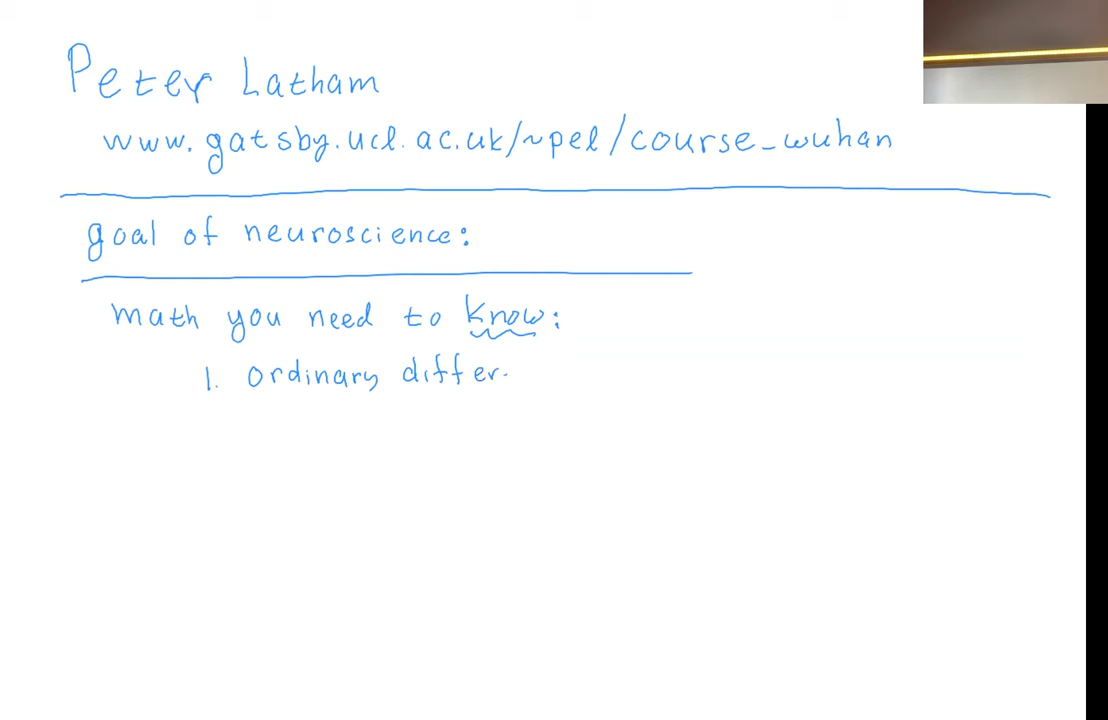 Peter Latham
www.gatsby.ucl.ac.uk/~pel/course_wuhan
goal of neuroscience:
math you need to know:
1. ordinary differ.